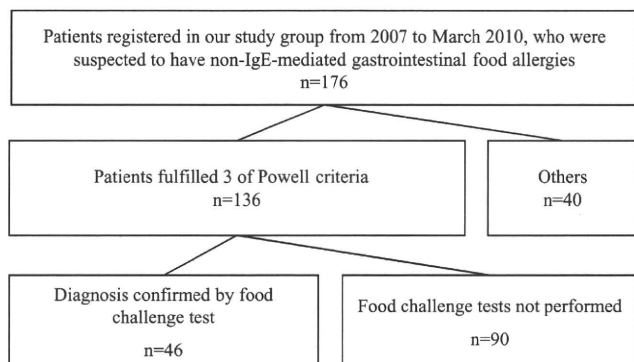 Patients registered in our study group from 2007 to March 2010, who were
suspected to have non-IgE-mediated gastrointestinal food allergies
n=176
Patients fulfilled 3 of Powell criteria
n=136
Others
n=40
Diagnosis confirmed by food
challenge test
n=46
Food challenge tests not performed
n=90